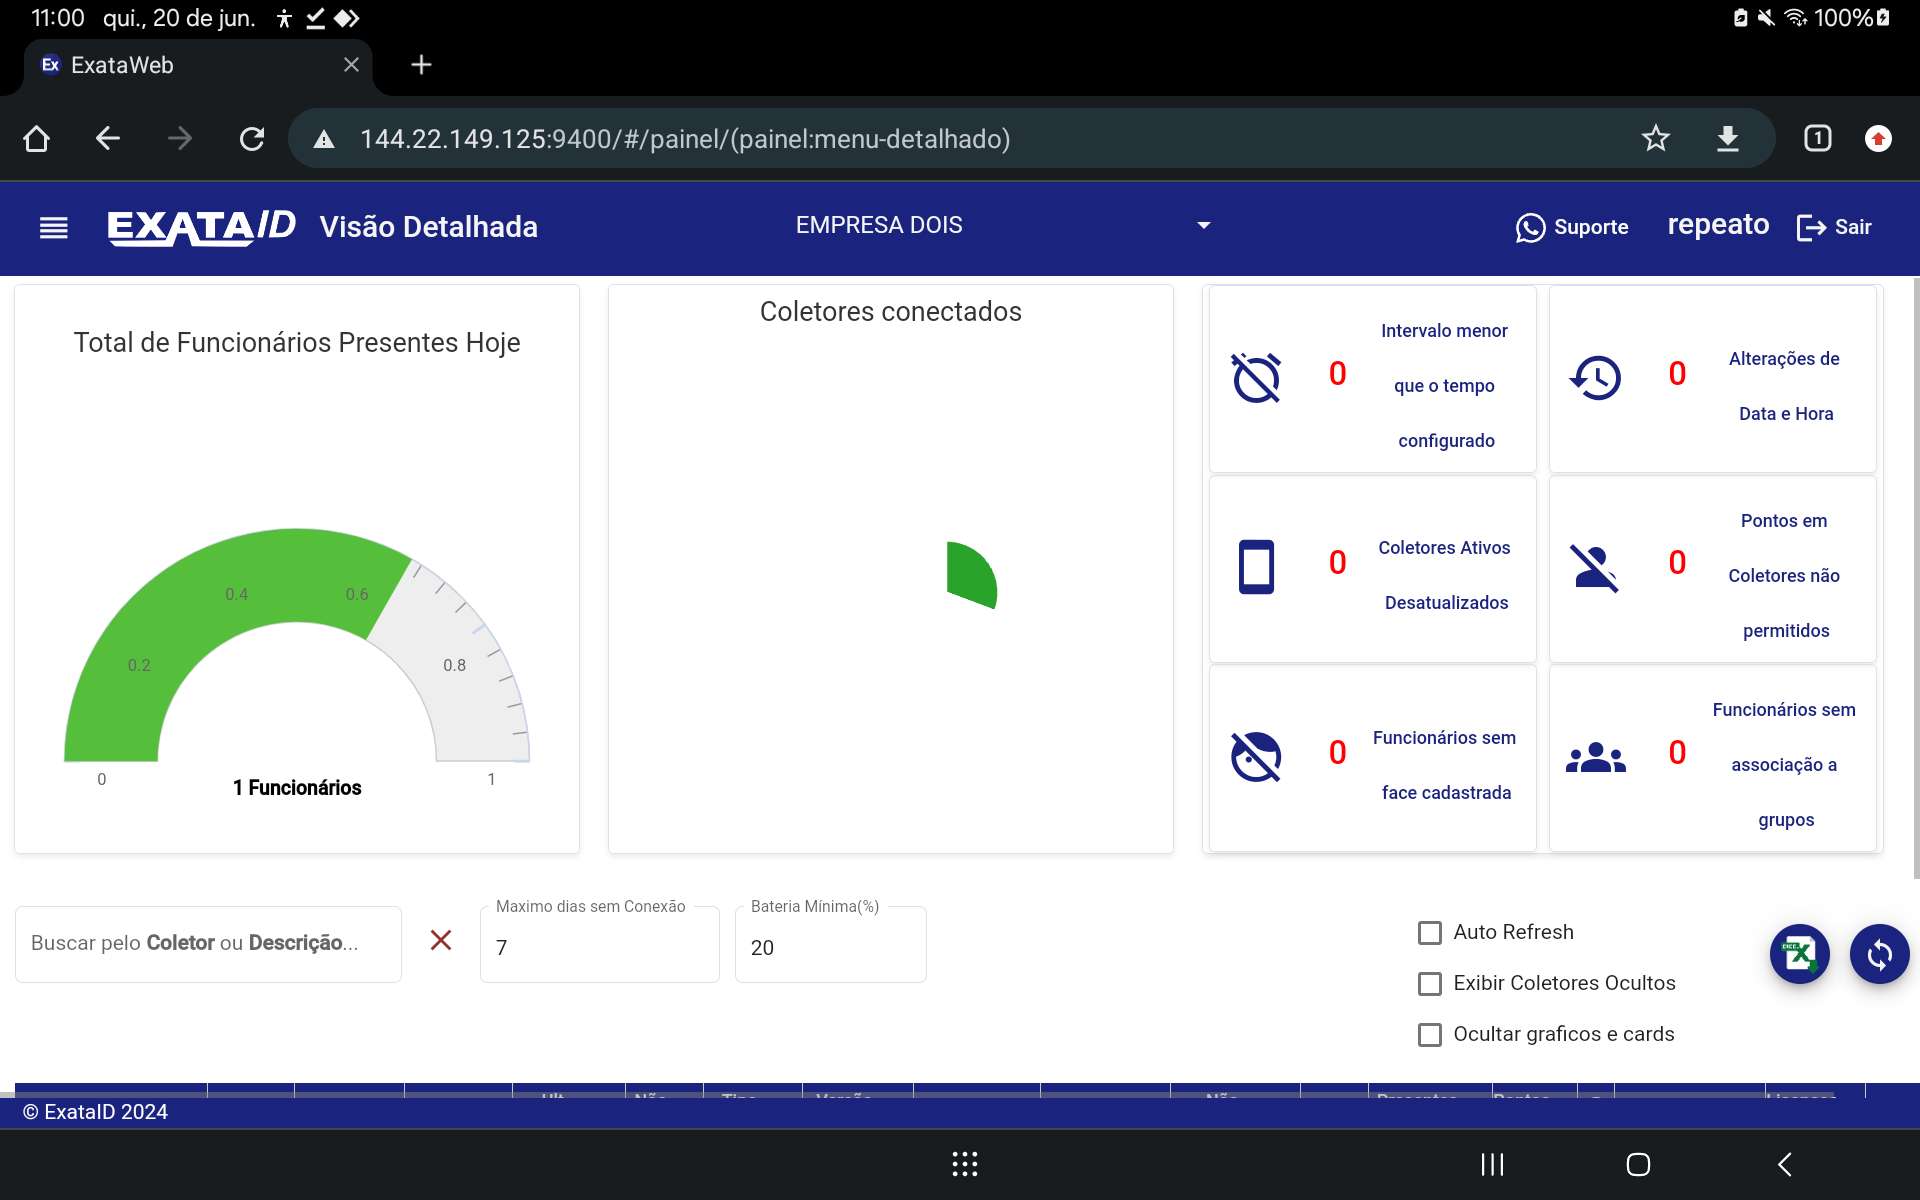 11:00 qui., 20 de jun.
100%
Ex ExataWeb
144.22.149.125:9400/#/painel/(painel:menu-detalhado)
1
EXATAID Visão Detalhada
EMPRESA DOIS
Suporte
repeato
Sair
Total de Funcionários Presentes Hoje
0
0.2
0.4
0.6
0.8
1
1 Funcionários
Coletores conectados
0
Intervalo menor
que o tempo
configurado
0
Alterações de
Data e Hora
0
Coletores Ativos
Desatualizados
0
Pontos em
Coletores não
permitidos
0
Funcionários sem
face cadastrada
0
Funcionários sem
associação a
grupos
Buscar pelo Coletor ou Descrição...
Maximo dias sem Conexão
7
Bateria Mínima(%)
20
Auto Refresh
Exibir Coletores Ocultos
Ocultar graficos e cards
© ExataID 2024